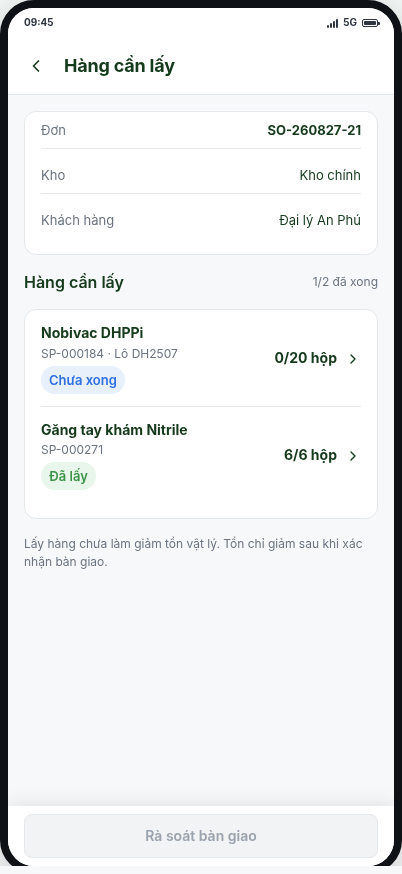 09:45
5G
Hàng cần lấy
Đơn SO-260827-21
Kho Kho chính
Khách hàng Đại lý An Phú
Hàng cần lấy 1/2 đã xong
Nobivac DHPPi
SP-000184 · Lô DH2507
0/20 hộp
Chưa xong
Găng tay khám Nitrile
SP-000271
6/6 hộp
Đã lấy
Lấy hàng chưa làm giảm tồn vật lý. Tồn chỉ giảm sau khi xác
nhận bàn giao.
Rà soát bàn giao